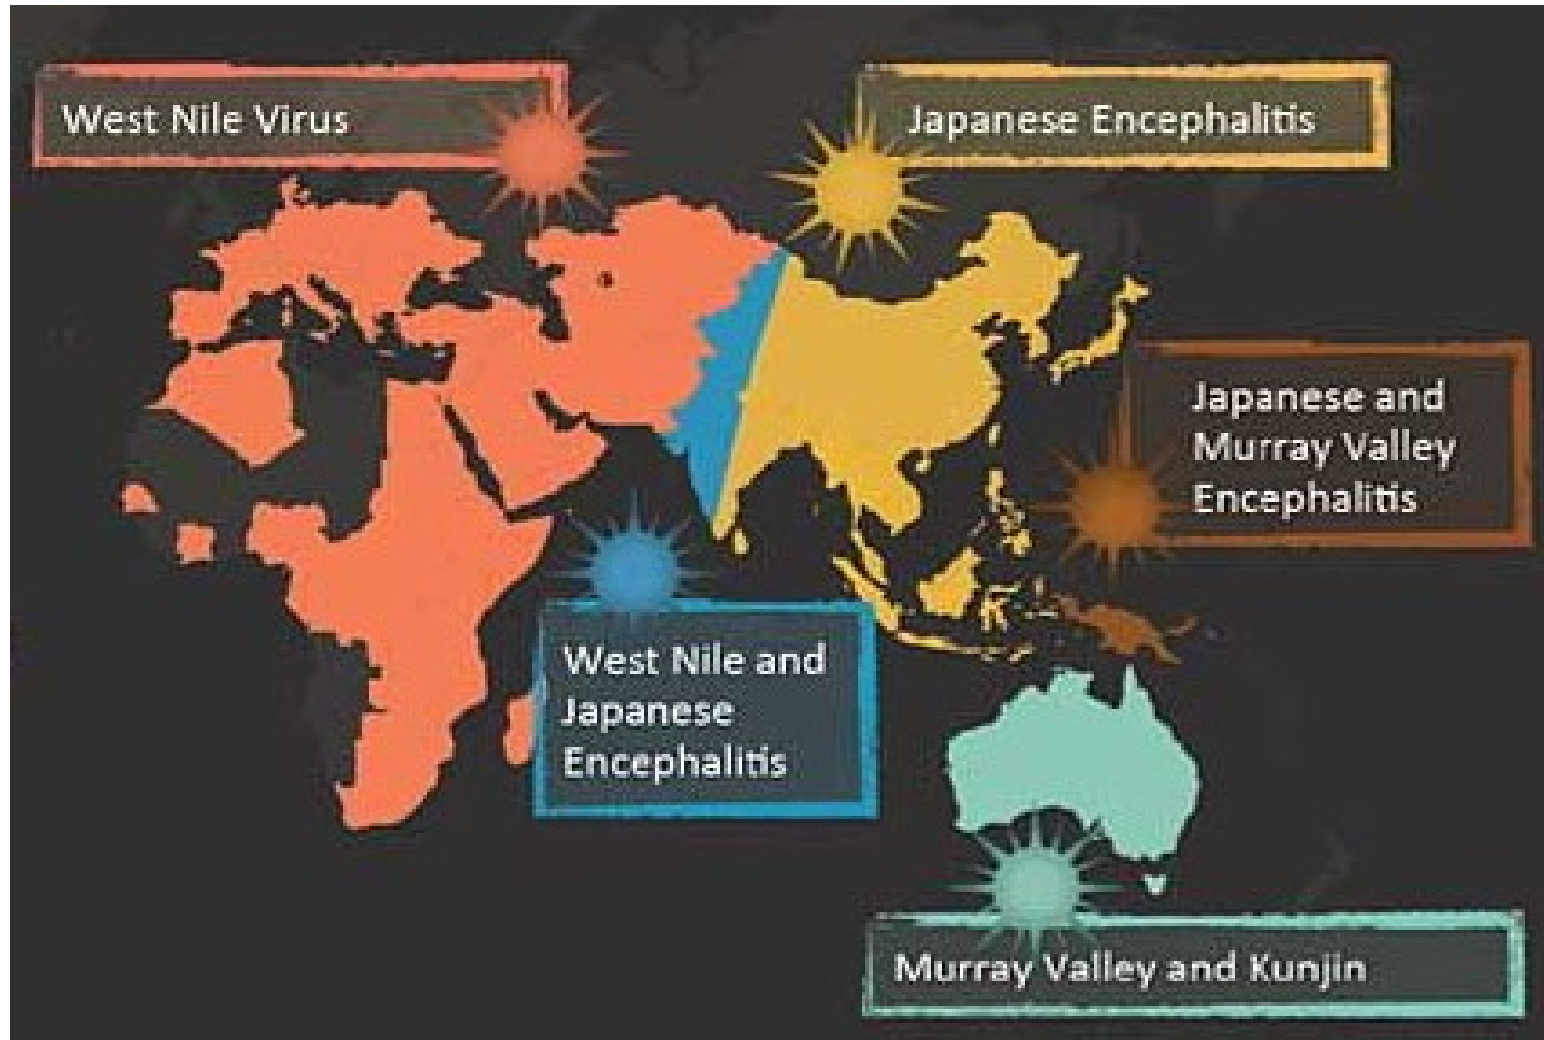 West Nile Virus
Japanese Encephalitis
Japanese and
Murray Valley
Encephalitis
West Nile and
Japanese
Encephalitis
Murray Valley and Kunjin